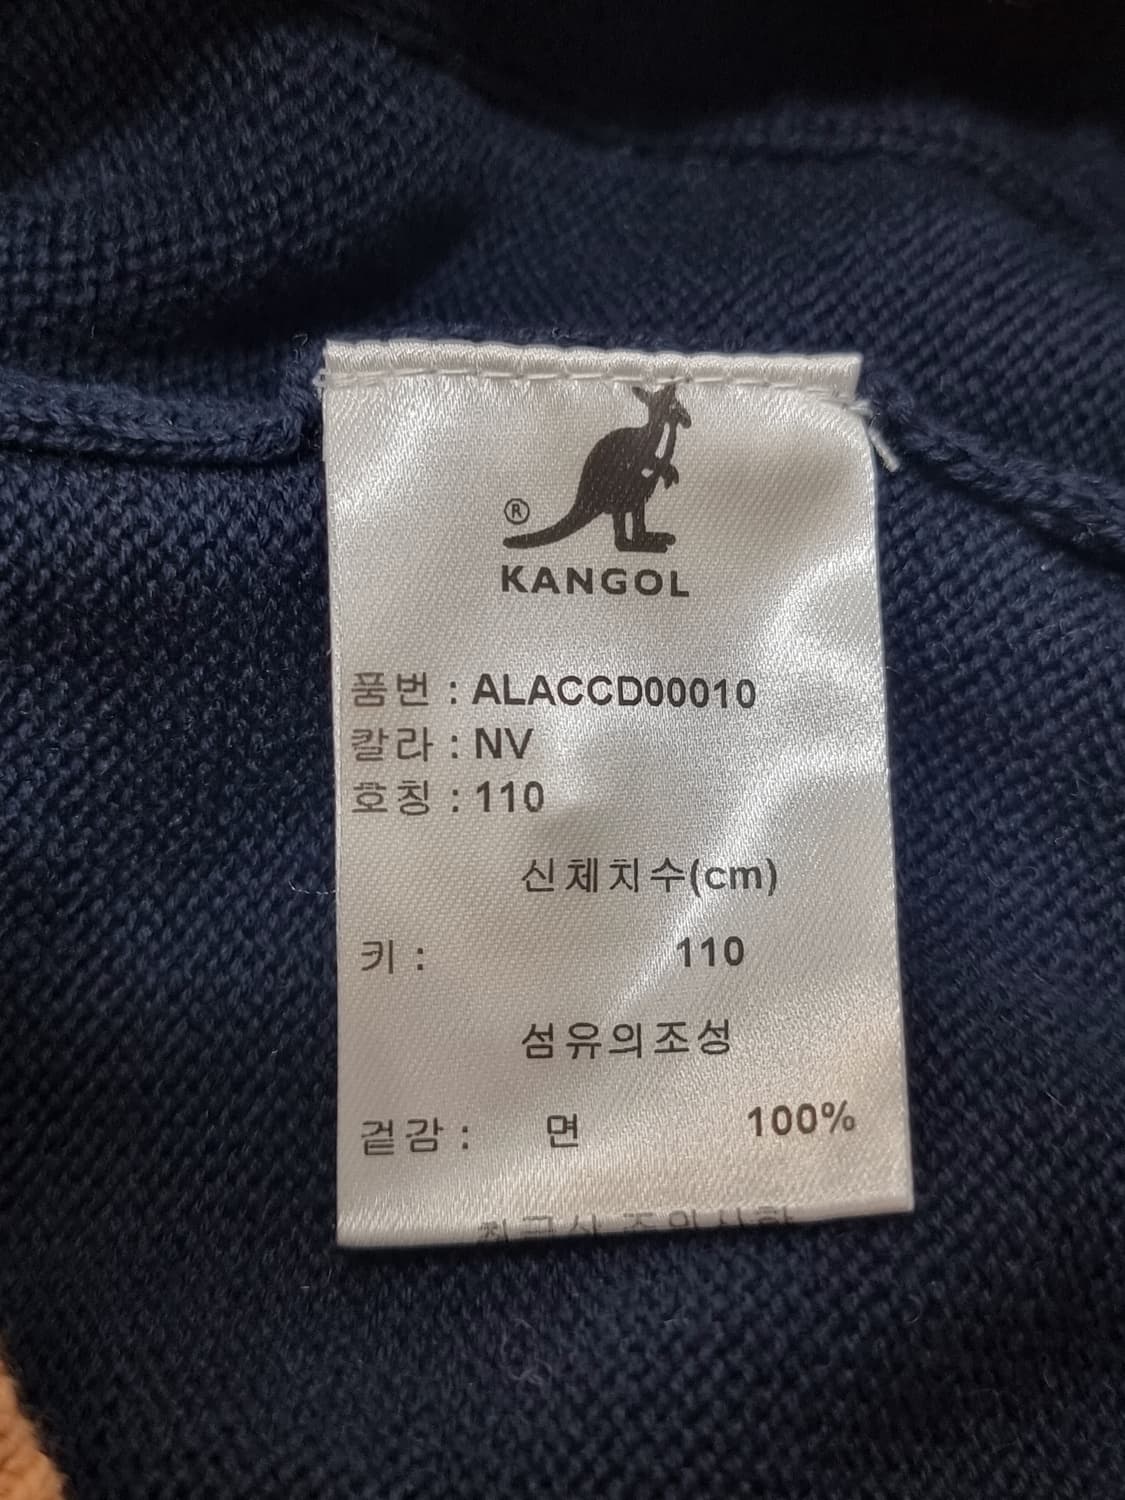 ®
KANGOL
품번 : ALACCD00010
칼라 : NV
호칭 : 110
신체치수(cm)
키 : 110
섬유의조성
겉감 : 면 100%